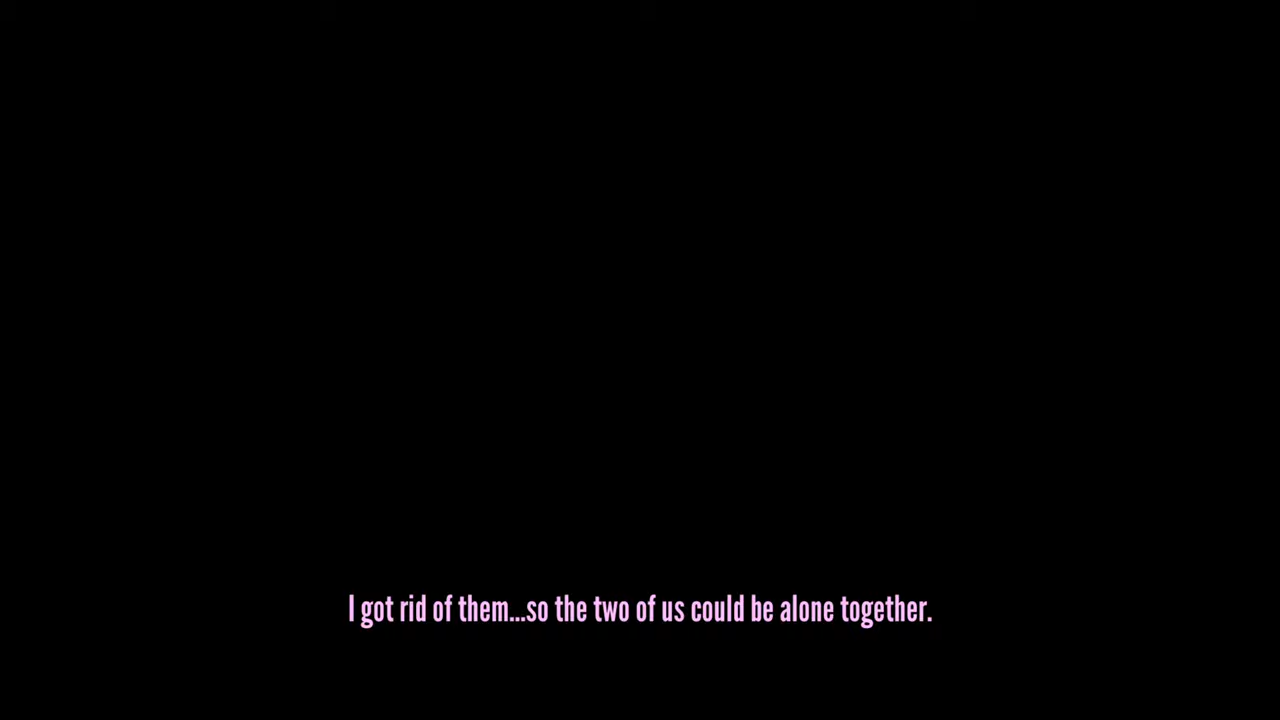 I got rid of them...so the two of us could be alone together.